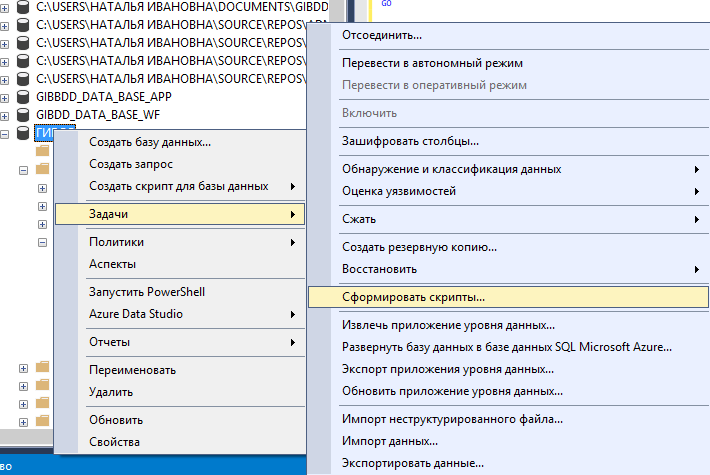 C:\USERS\НАТАЛЬЯ ИВАНОВНА\DOCUMENTS\GIBDD
C:\USERS\НАТАЛЬЯ ИВАНОВНА\SOURCE\REPOS\
C:\USERS\НАТАЛЬЯ ИВАНОВНА\SOURCE\REPOS\
C:\USERS\НАТАЛЬЯ ИВАНОВНА\SOURCE\REPOS\
C:\USERS\НАТАЛЬЯ ИВАНОВНА\SOURCE\REPOS\
GIBBDD_DATA_BASE_APP
GIBBDD_DATA_BASE_WF
GO
Создать базу данных...
Создать запрос
Создать скрипт для базы данных
Задачи
Политики
Аспекты
Запустить PowerShell
Azure Data Studio
Отчеты
Переименовать
Удалить
Обновить
Свойства
Отсоединить...
Перевести в автономный режим
Перевести в оперативный режим
Включить
Зашифровать столбцы...
Обнаружение и классификация данных
Оценка уязвимостей
Сжать
Создать резервную копию...
Восстановить
Сформировать скрипты...
Извлечь приложение уровня данных...
Развернуть базу данных в базе данных SQL Microsoft Azure...
Экспорт приложения уровня данных...
Обновить приложение уровня данных...
Импорт неструктурированного файла...
Импорт данных...
Экспортировать данные...
во